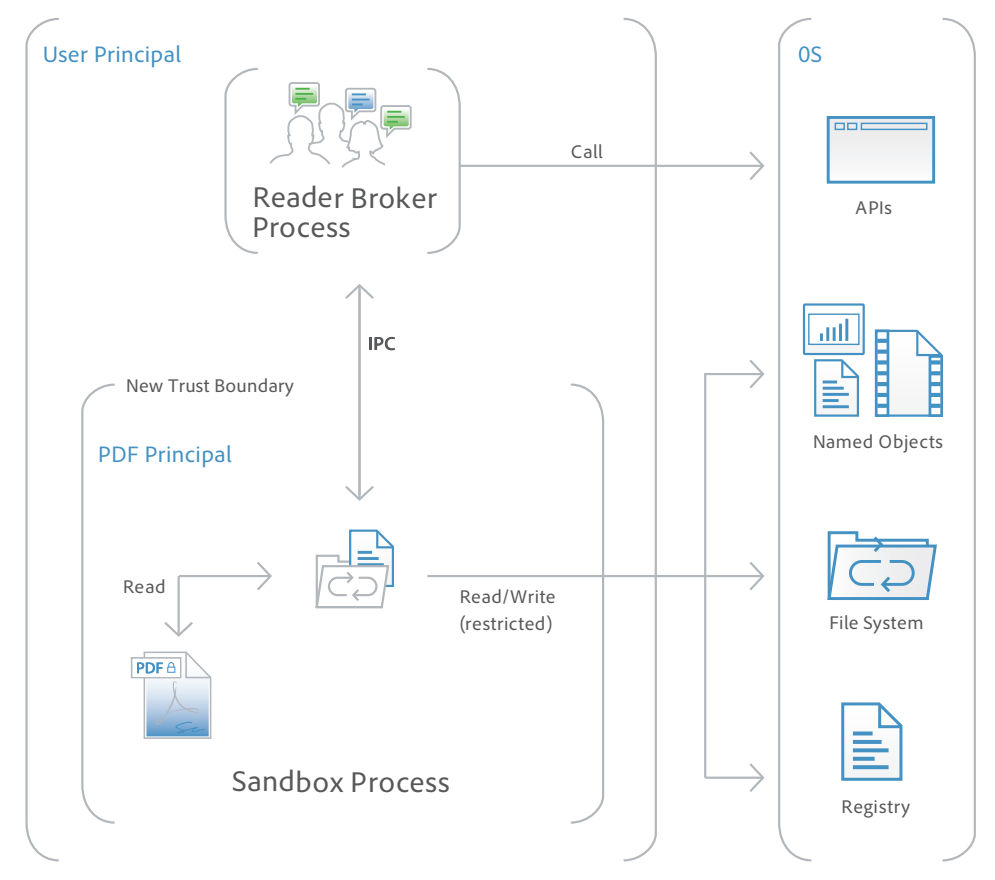 User Principal
0S
Reader Broker
Process
Call
APIs
IPC
New Trust Boundary
PDF Principal
Named Objects
Read
Read/Write
(restricted)
File System
PDF
Sandbox Process
Registry